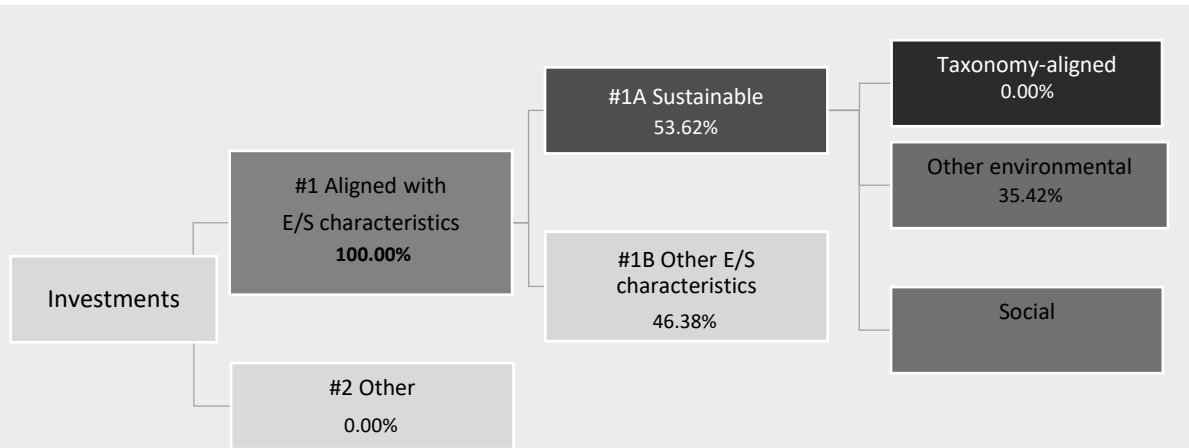 Investments
#1 Aligned with
E/S characteristics
100.00%
#2 Other
0.00%
#1A Sustainable
53.62%
#1B Other E/S
characteristics
46.38%
Taxonomy-aligned
0.00%
Other environmental
35.42%
Social